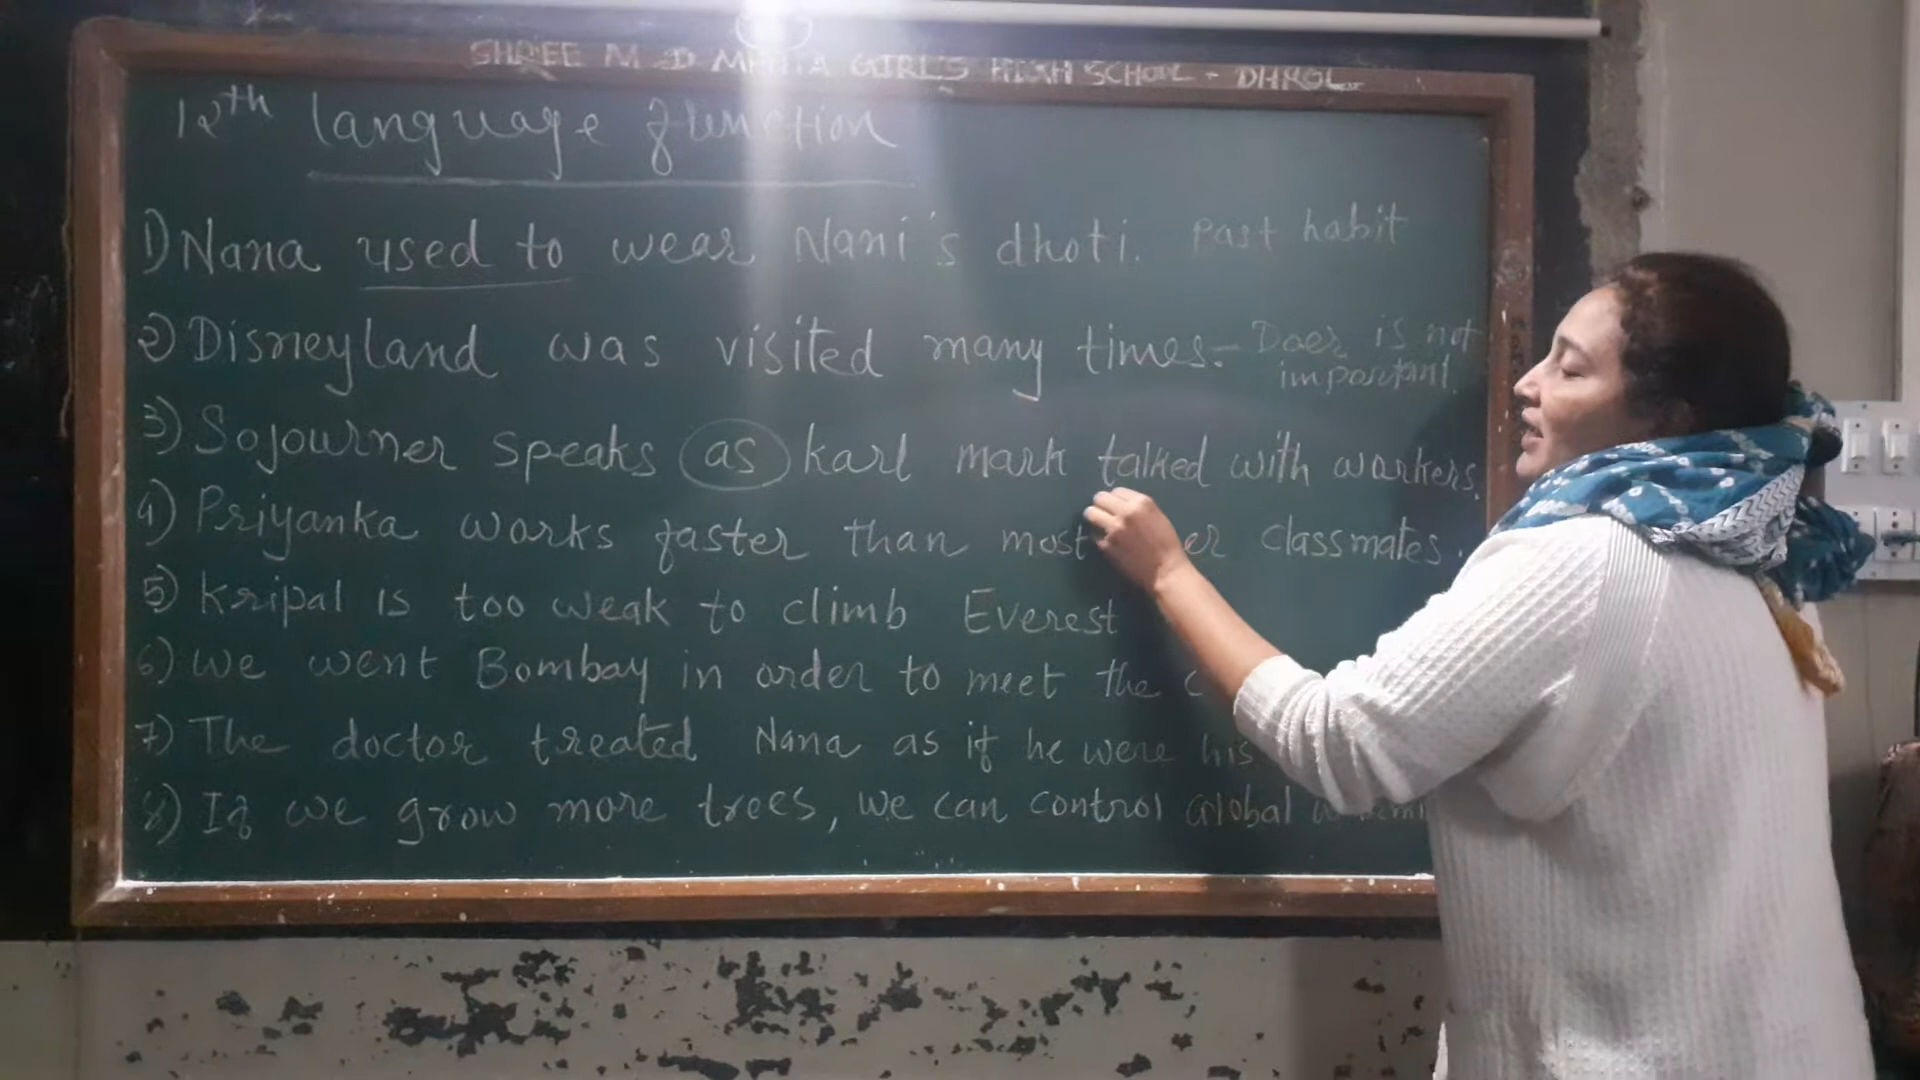 SHREE M D MEHTA GIRL'S HIGH SCHOOL - DHROL
12th language function
1) Nana used to wear Nani's dhoti. Past habit
2) Disneyland was visited many times. - Doer is not important.
3) Sojourner speaks as karl mark talked with workers.
4) Priyanka works faster than most classmates.
5) Kripal is too weak to climb Everest
6) We went Bombay in order to meet the
7) The doctor treated Nana as if he were his
8) If we grow more trees, we can control Global